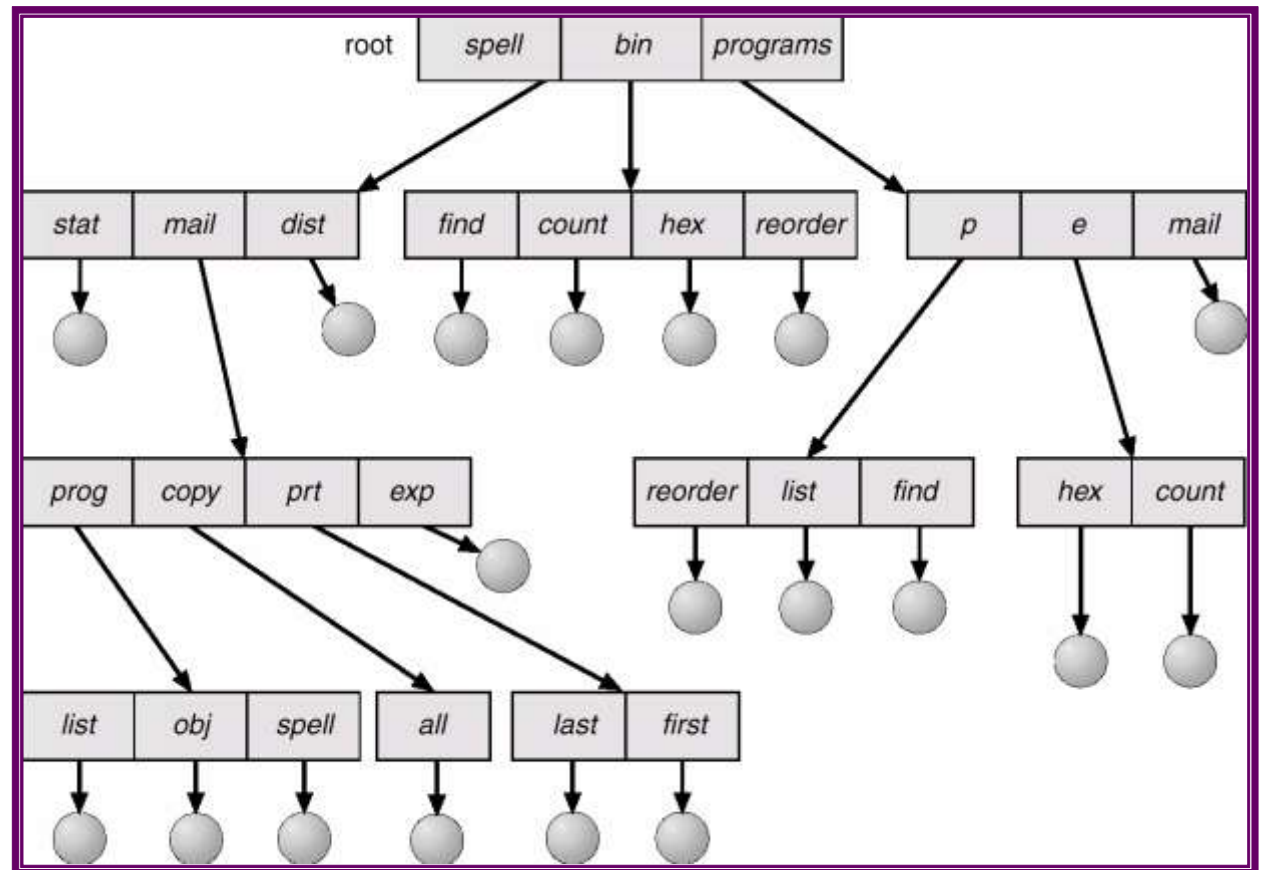 root spell bin programs
stat mail dist find count hex reorder p e mail
prog copy prt exp reorder list find hex count
list obj spell all last first